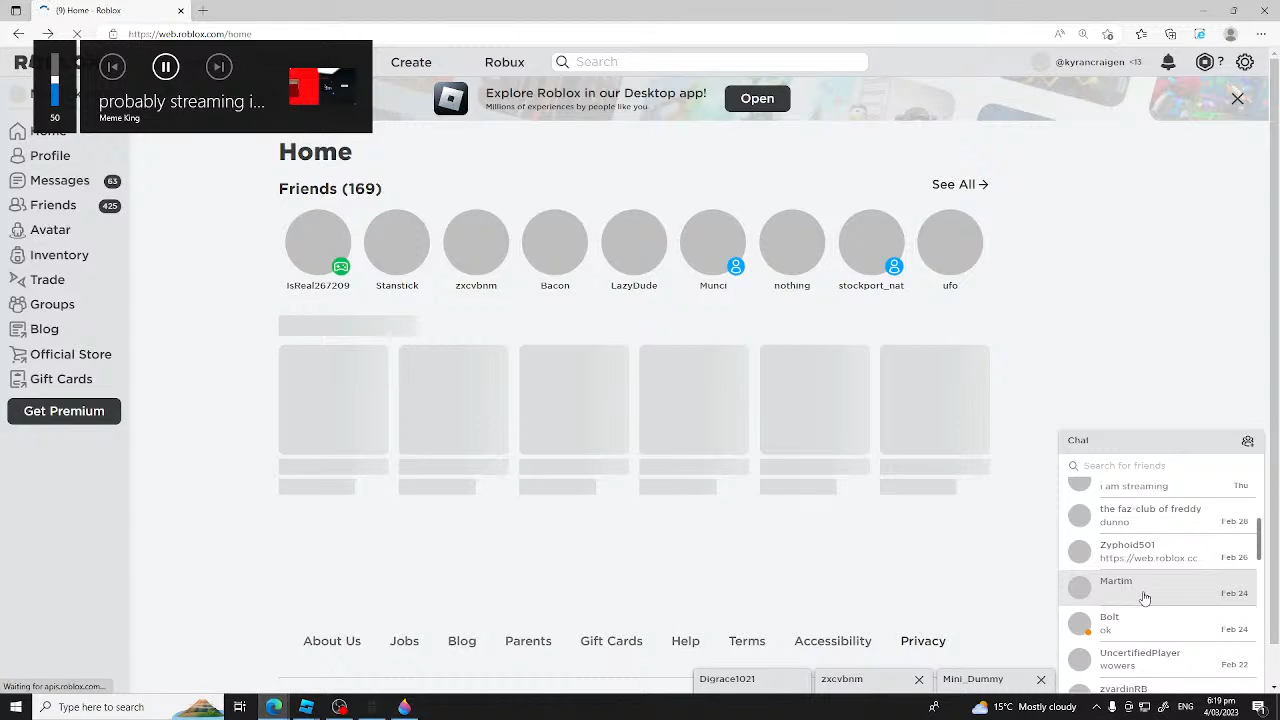 (9) Home - Roblox
https://web.roblox.com/home
50
probably streaming i...
Meme King
Create
Robux
Search
@kyrancraigen <13
?
Explore Roblox in our Desktop app!
Millions of experiences by people like you
Open
Home
Profile
Messages 63
Friends 425
Avatar
Inventory
Trade
Groups
Blog
Official Store
Gift Cards
Get Premium
Home
Friends (169)
See All
IsReal267209
Stanstick
zxcvbnm
Bacon
LazyDude
Munci
nothing
stockport_nat
ufo
Chat
Search for friends
i am streaming Thu
the faz club of freddy
dunno Feb 28
Zyphoid501
https://web.roblox cc Feb 26
Martim
Feb 24
Bolt
ok Feb 24
UncertifiedPlayer
wowers Feb 22
zvardinRB
About Us Jobs Blog Parents Gift Cards Help Terms Accessibility Privacy
Digrace1021
zxcvbnm
Mini_Dummy
Waiting for apis.roblox.com...
Type here to search
15°C Mostly cloudy
6:19 pm
4/03/2023